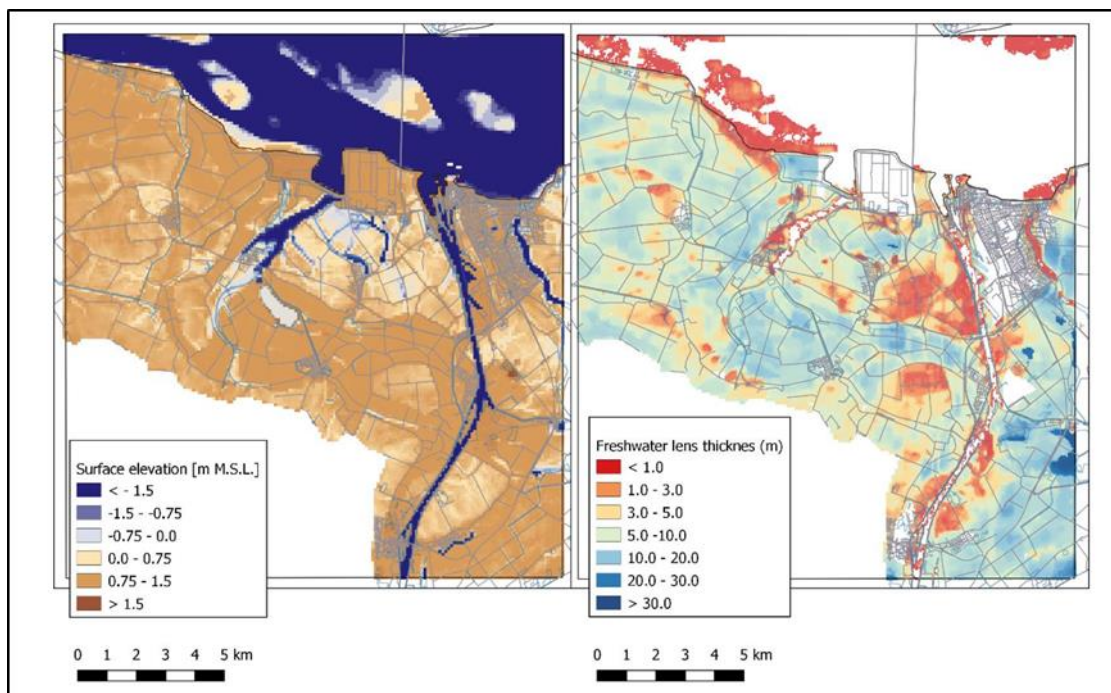 Surface elevation [m M.S.L.]
< - 1.5
-1.5 - -0.75
-0.75 - 0.0
0.0 - 0.75
0.75 - 1.5
> 1.5
0 1 2 3 4 5 km
Freshwater lens thicknes (m)
< 1.0
1.0 - 3.0
3.0 - 5.0
5.0 -10.0
10.0 - 20.0
20.0 - 30.0
> 30.0
0 1 2 3 4 5 km